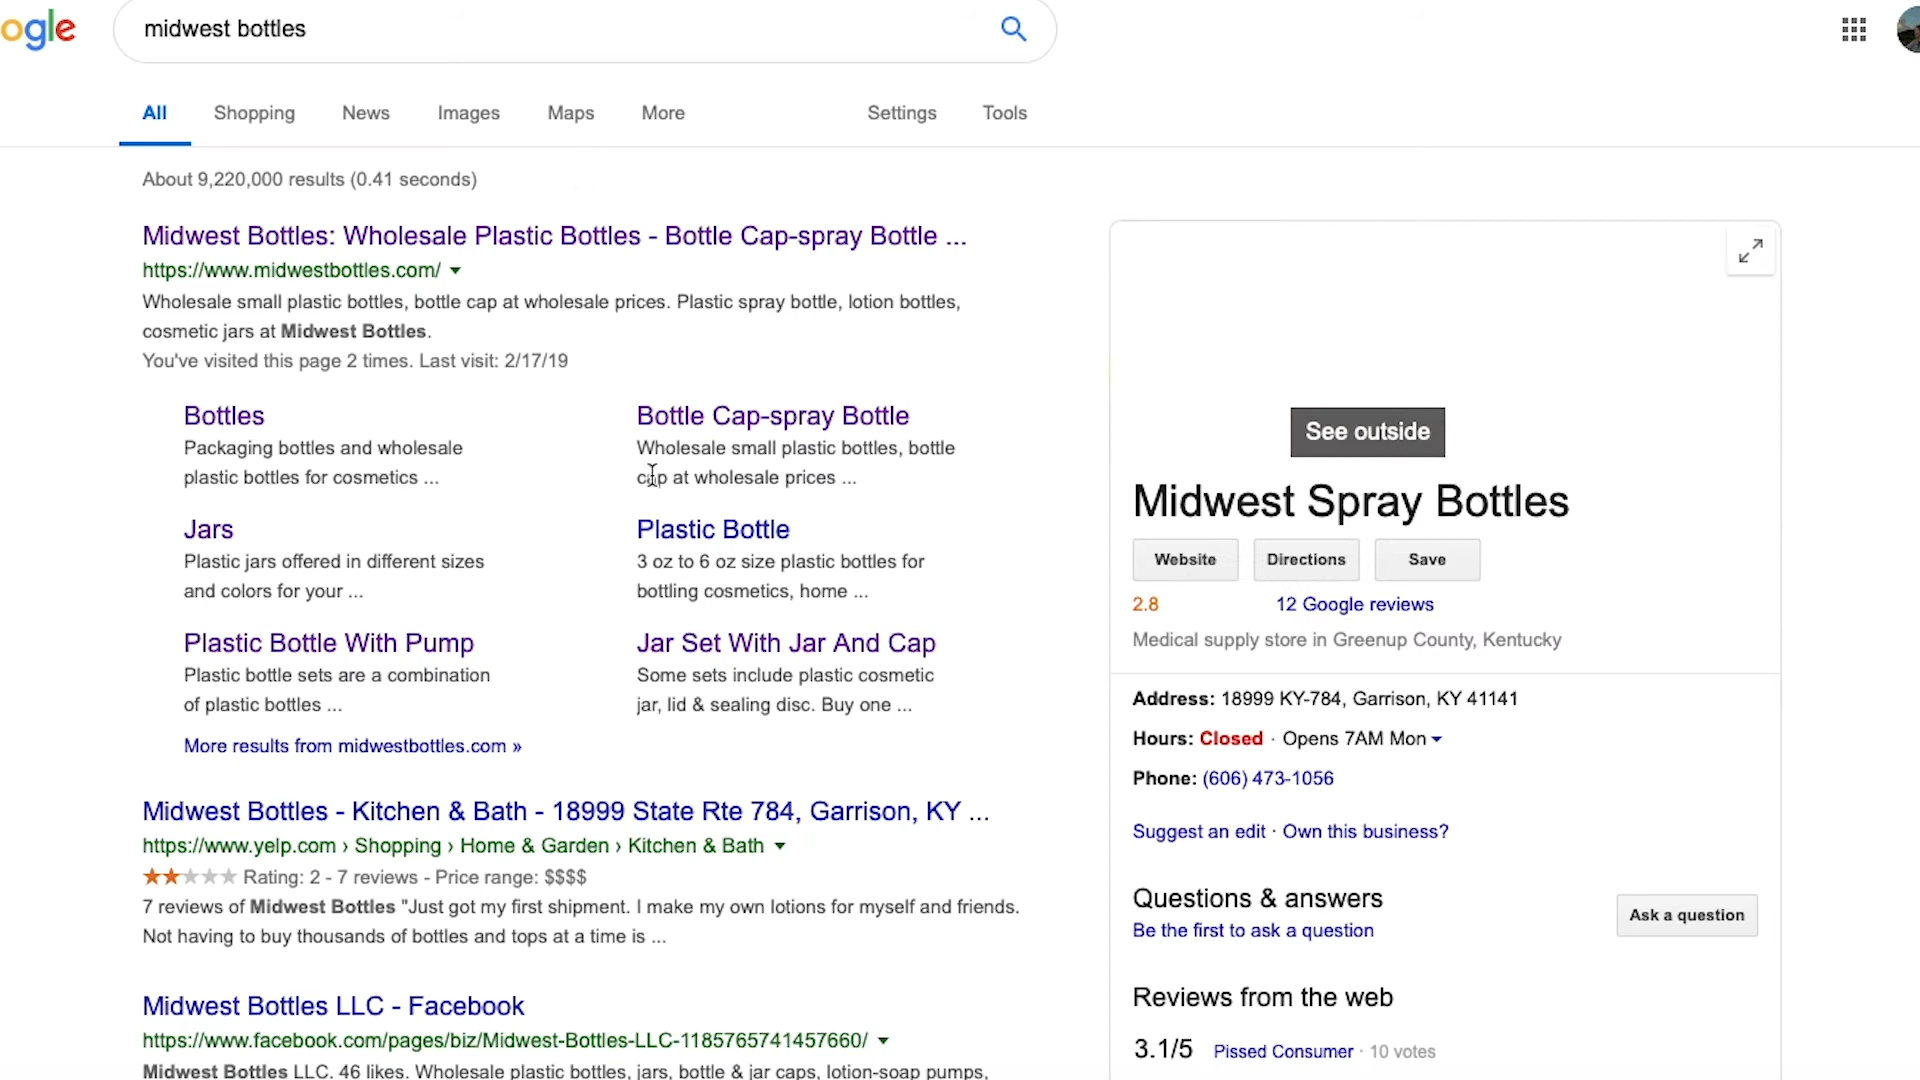 ogle
midwest bottles
All Shopping News Images Maps More Settings Tools
About 9,220,000 results (0.41 seconds)
Midwest Bottles: Wholesale Plastic Bottles - Bottle Cap-spray Bottle ...
https://www.midwestbottles.com/
Wholesale small plastic bottles, bottle cap at wholesale prices. Plastic spray bottle, lotion bottles,
cosmetic jars at Midwest Bottles.
You've visited this page 2 times. Last visit: 2/17/19
Bottles
Packaging bottles and wholesale
plastic bottles for cosmetics ...
Bottle Cap-spray Bottle
Wholesale small plastic bottles, bottle
cap at wholesale prices ...
Jars
Plastic jars offered in different sizes
and colors for your ...
Plastic Bottle
3 oz to 6 oz size plastic bottles for
bottling cosmetics, home ...
Plastic Bottle With Pump
Plastic bottle sets are a combination
of plastic bottles ...
Jar Set With Jar And Cap
Some sets include plastic cosmetic
jar, lid & sealing disc. Buy one ...
More results from midwestbottles.com »
Midwest Bottles - Kitchen & Bath - 18999 State Rte 784, Garrison, KY ...
https://www.yelp.com › Shopping › Home & Garden › Kitchen & Bath
Rating: 2 - 7 reviews - Price range: $$$$
7 reviews of Midwest Bottles "Just got my first shipment. I make my own lotions for myself and friends.
Not having to buy thousands of bottles and tops at a time is ...
Midwest Bottles LLC - Facebook
https://www.facebook.com/pages/biz/Midwest-Bottles-LLC-1185765741457660/
Midwest Bottles LLC. 46 likes. Wholesale plastic bottles, jars, bottle & jar caps, lotion-soap pumps,
See outside
Midwest Spray Bottles
Website Directions Save
2.8 12 Google reviews
Medical supply store in Greenup County, Kentucky
Address: 18999 KY-784, Garrison, KY 41141
Hours: Closed · Opens 7AM Mon
Phone: (606) 473-1056
Suggest an edit · Own this business?
Questions & answers
Be the first to ask a question
Ask a question
Reviews from the web
3.1/5 Pissed Consumer · 10 votes